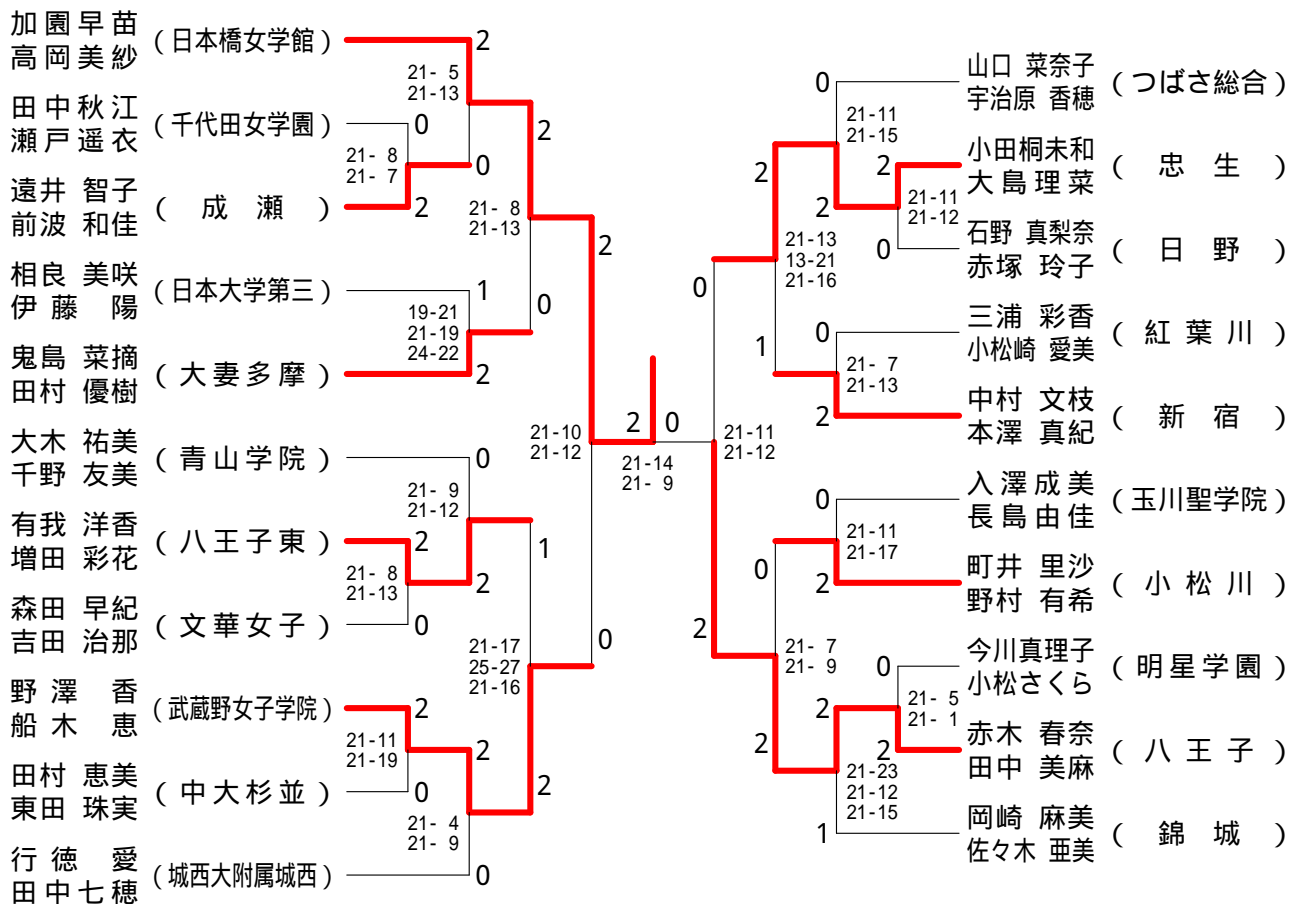 加園早苗
高岡美紗
(日本橋女学館)
2
21- 5
21-13
田中秋江
瀬戸遥衣
(千代田女学園)
0
2
21- 8
21- 7
0
遠井 智子
前波 和佳
( 成瀬 )
2
21- 8
21-13
2
相良 美咲
伊藤 陽
(日本大学第三)
1
0
19-21
21-19
24-22
鬼島 菜摘
田村 優樹
(大妻多摩)
2
21-10
21-12
大木 祐美
千野 友美
(青山学院)
0
21- 9
21-12
有我 洋香
増田 彩花
(八王子東)
2
1
21- 8
21-13
2
森田 早紀
吉田 治那
(文華女子)
0
0
21-17
25-27
21-16
野澤 香
船木 恵
(武蔵野女子学院)
2
21-11
21-19
2
田村 恵美
東田 珠実
(中大杉並)
0
2
21- 4
21- 9
行徳 愛
田中七穂
(城西大附属城西)
0
2
0
21-14
21- 9
0
山口 菜奈子
宇治原 香穂
(つばさ総合)
21-11
21-15
2
2
小田桐未和
大島理菜
( 忠生 )
2
21-11
21-12
0
石野 真梨奈
赤塚 玲子
( 日野 )
21-13
13-21
21-16
0
0
三浦 彩香
小松崎 愛美
(紅葉川)
1
21- 7
21-13
2
中村 文枝
本澤 真紀
( 新宿 )
21-11
21-12
0
入澤成美
長島由佳
(玉川聖学院)
21-11
21-17
0
2
町井 里沙
野村 有希
(小松川)
2
21- 7
21- 9
0
今川真理子
小松さくら
(明星学園)
21- 5
21- 1
2
2
2
赤木 春奈
田中 美麻
(八王子)
21-23
21-12
21-15
1
岡崎 麻美
佐々木 亜美
( 錦城 )